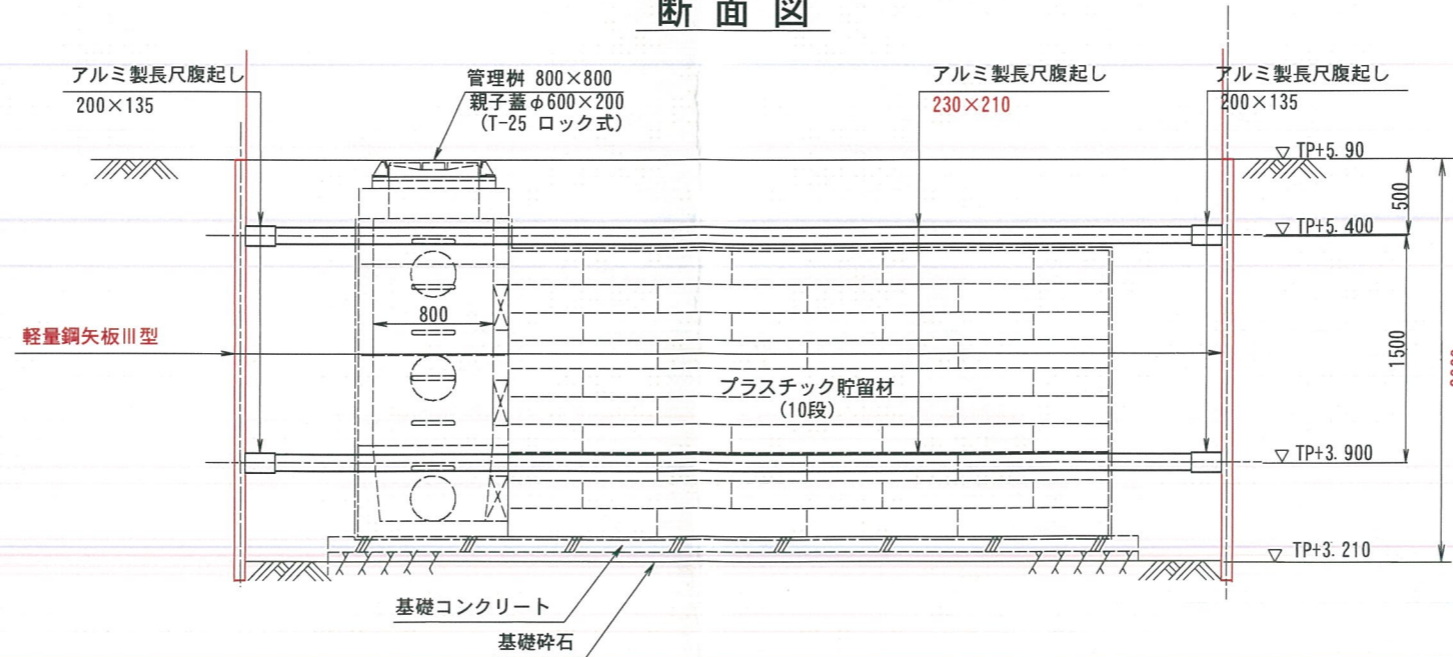 断面図
アルミ製長尺腹起し
200×135
管理桝 800×800
親子蓋φ600×200
(T-25 ロック式)
アルミ製長尺腹起し
230×210
アルミ製長尺腹起し
200×135
TP+5.90
500
TP+5.400
800
軽量鋼矢板Ⅲ型
1500
プラスチック貯留材
(10段)
TP+3.900
TP+3.210
基礎コンクリート
基礎砕石